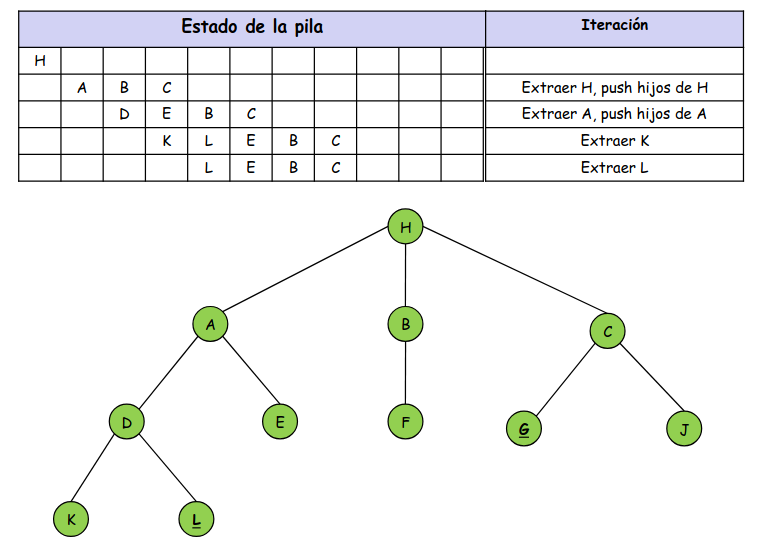 Estado de la pila Iteración
H
A B C Extraer H, push hijos de H
D E B C Extraer A, push hijos de A
K L E B C Extraer K
L E B C Extraer L
H
A B C
D E F G J
K L